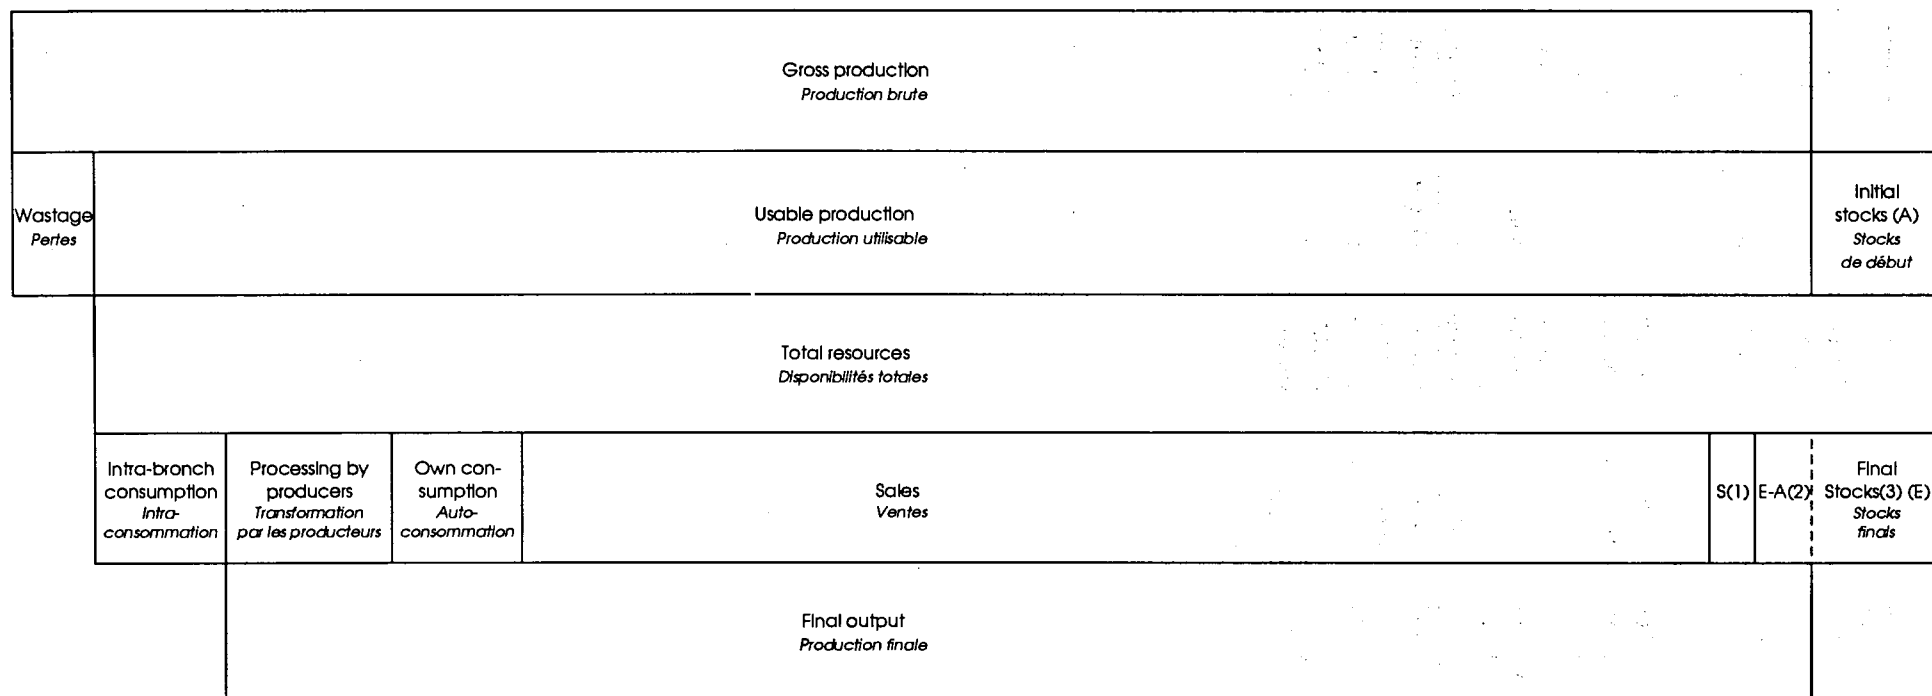 Gross production
Production brute
Wastage
Pertes
Usable production
Production utilisable
Initial
stocks (A)
Stocks
de début
Total resources
Disponibilités totales
Intra-bronch
consumption
Intra-
consommation
Processing by
producers
Transformation
par les producteurs
Own con-
sumption
Auto-
consommation
Sales
Ventes
S(1)
E-A(2)
Final
Stocks(3) (E)
Stocks
finals
Final output
Production finale